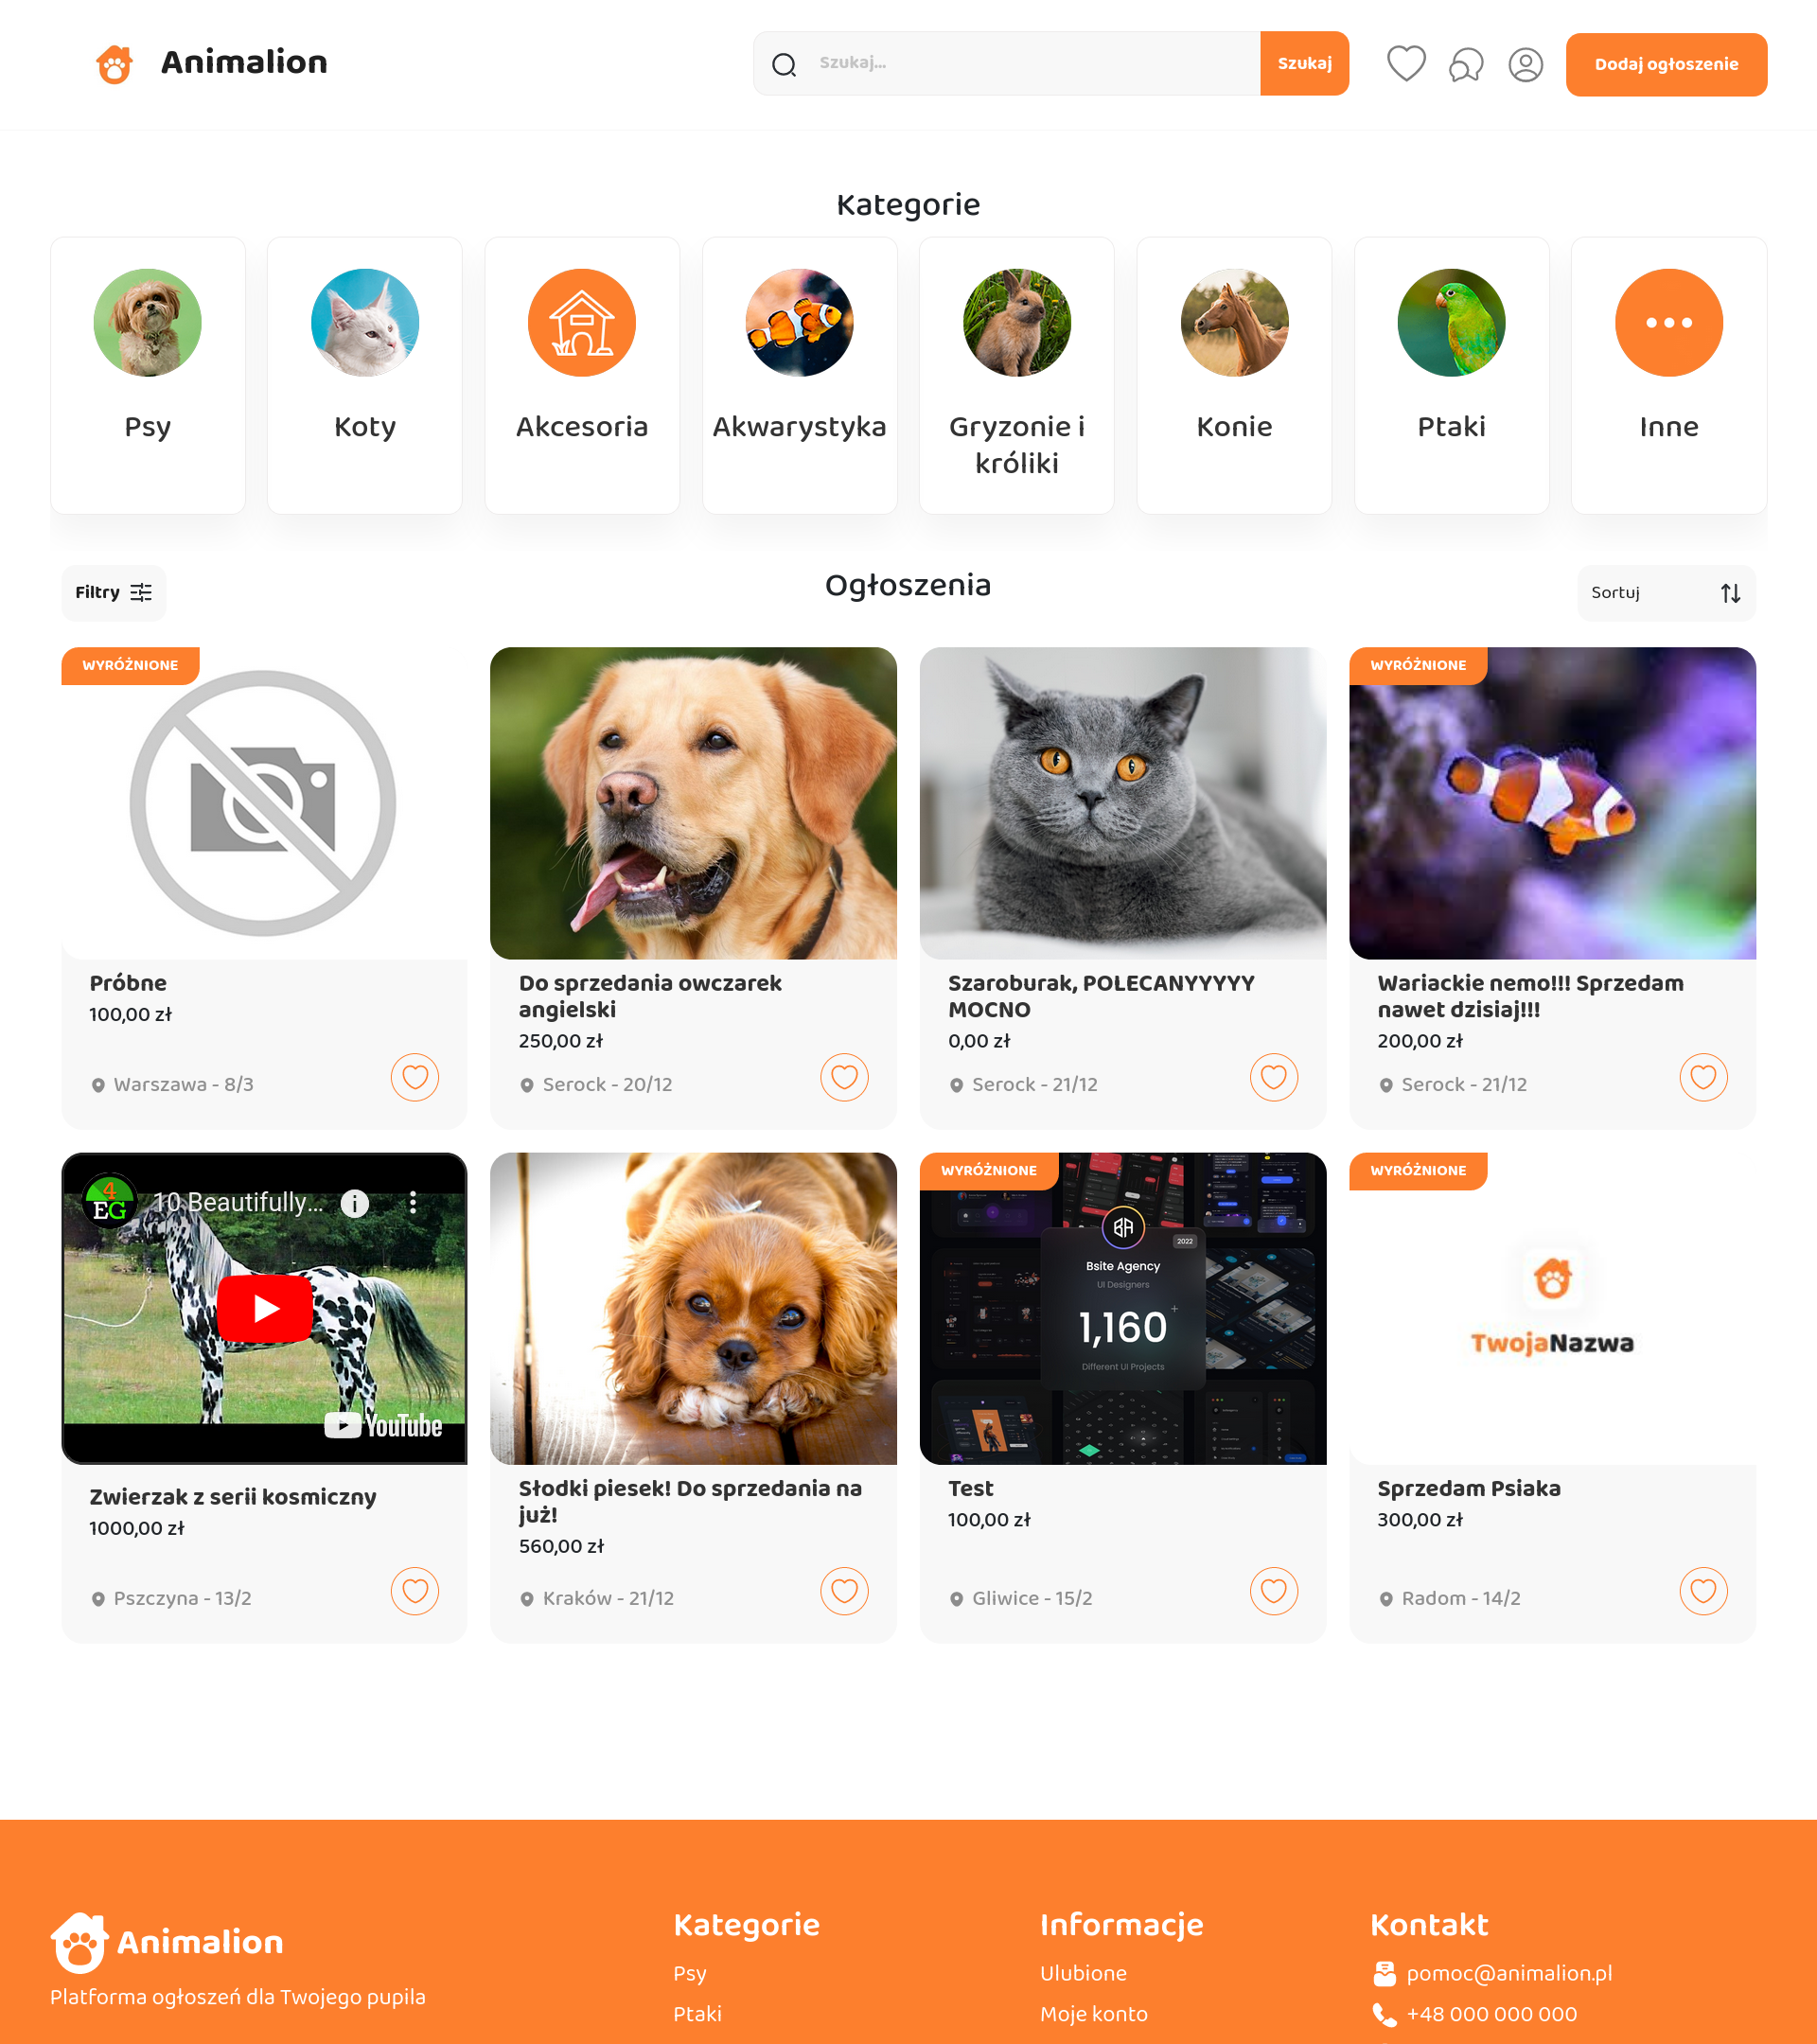 Animalion
Szukaj...
Szukaj
Dodaj ogłoszenie
Kategorie
Psy
Koty
Akcesoria
Akwarystyka
Gryzonie i
króliki
Konie
Ptaki
Inne
Filtry
Ogłoszenia
Sortuj
WYRÓŻNIONE
WYRÓŻNIONE
Próbne
100,00 zł
Warszawa - 8/3
Do sprzedania owczarek
angielski
250,00 zł
Serock - 20/12
Szaroburak, POLECANYYYYY
MOCNO
0,00 zł
Serock - 21/12
Wariackie nemo!!! Sprzedam
nawet dzisiaj!!!
200,00 zł
Serock - 21/12
4
EG
10 Beautifully...
YouTube
Zwierzak z serii kosmiczny
1000,00 zł
Pszczyna - 13/2
Słodki piesek! Do sprzedania na
już!
560,00 zł
Kraków - 21/12
WYRÓŻNIONE
2022
Bsite Agency
UI Designers
1,160+
Different UI Projects
Test
100,00 zł
Gliwice - 15/2
WYRÓŻNIONE
TwojaNazwa
Sprzedam Psiaka
300,00 zł
Radom - 14/2
Animalion
Platforma ogłoszeń dla Twojego pupila
Kategorie
Psy
Ptaki
Informacje
Ulubione
Moje konto
Kontakt
pomoc@animalion.pl
+48 000 000 000